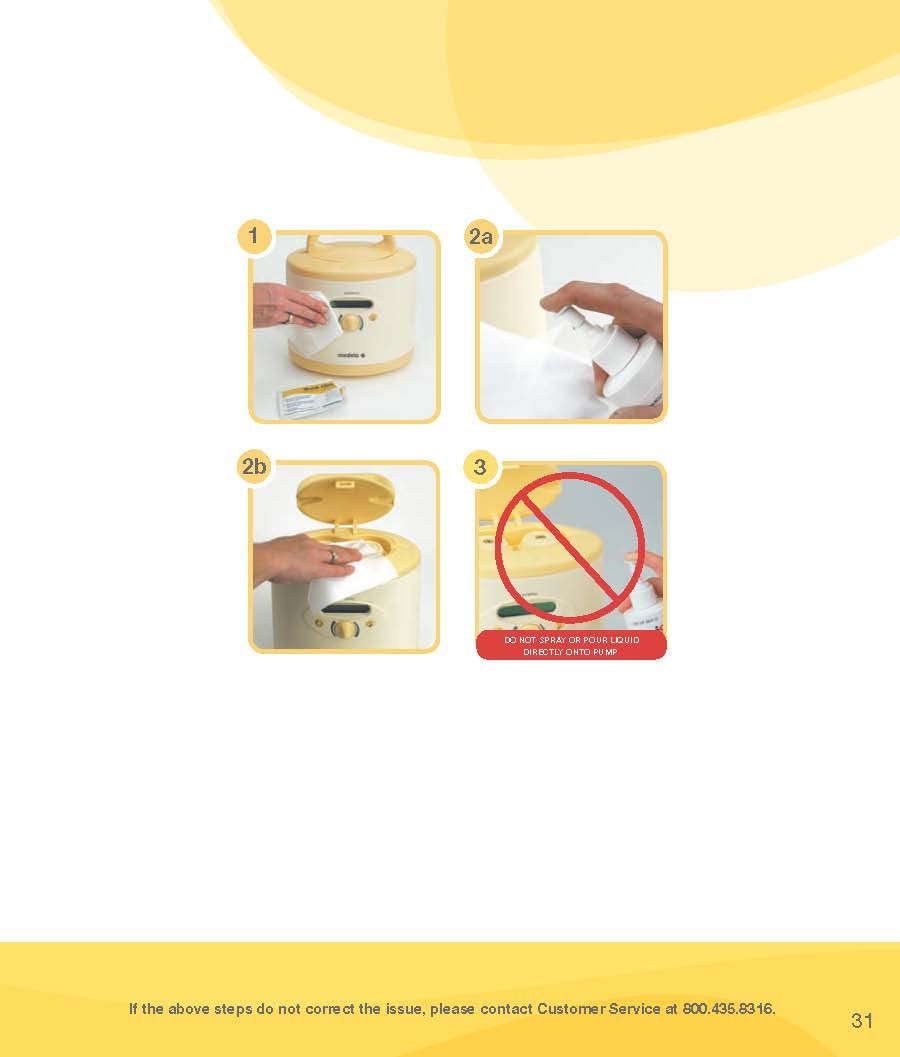 1
2a
medela
2b
3
DO NOT SPRAY OR POUR LIQUID
DIRECTLY ONTO PUMP
If the above steps do not correct the issue, please contact Customer Service at 800.435.8316.
31